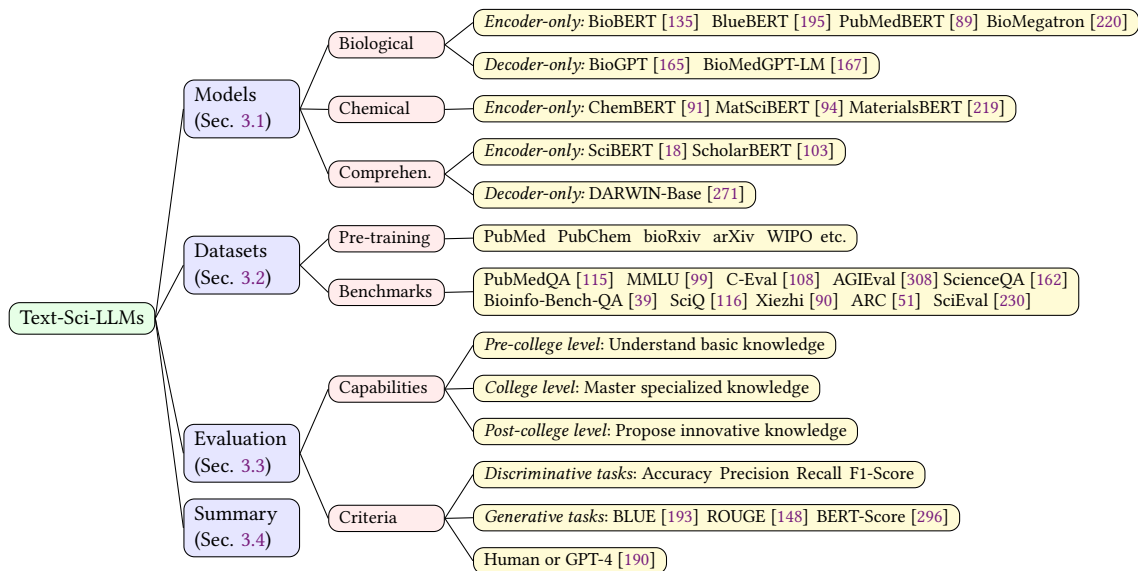 Text-Sci-LLMs
Models
(Sec. 3.1)
Biological
Encoder-only: BioBERT [135] BlueBERT [195] PubMedBERT [89] BioMegatron [220]
Decoder-only: BioGPT [165] BioMedGPT-LM [167]
Chemical
Encoder-only: ChemBERT [91] MatSciBERT [94] MaterialsBERT [219]
Comprehen.
Encoder-only: SciBERT [18] ScholarBERT [103]
Decoder-only: DARWIN-Base [271]
Datasets
(Sec. 3.2)
Pre-training
PubMed PubChem bioRxiv arXiv WIPO etc.
Benchmarks
PubMedQA [115] MMLU [99] C-Eval [108] AGIEval [308] ScienceQA [162]
Bioinfo-Bench-QA [39] SciQ [116] Xiezhi [90] ARC [51] SciEval [230]
Evaluation
(Sec. 3.3)
Capabilities
Pre-college level: Understand basic knowledge
College level: Master specialized knowledge
Post-college level: Propose innovative knowledge
Criteria
Discriminative tasks: Accuracy Precision Recall F1-Score
Generative tasks: BLUE [193] ROUGE [148] BERT-Score [296]
Human or GPT-4 [190]
Summary
(Sec. 3.4)